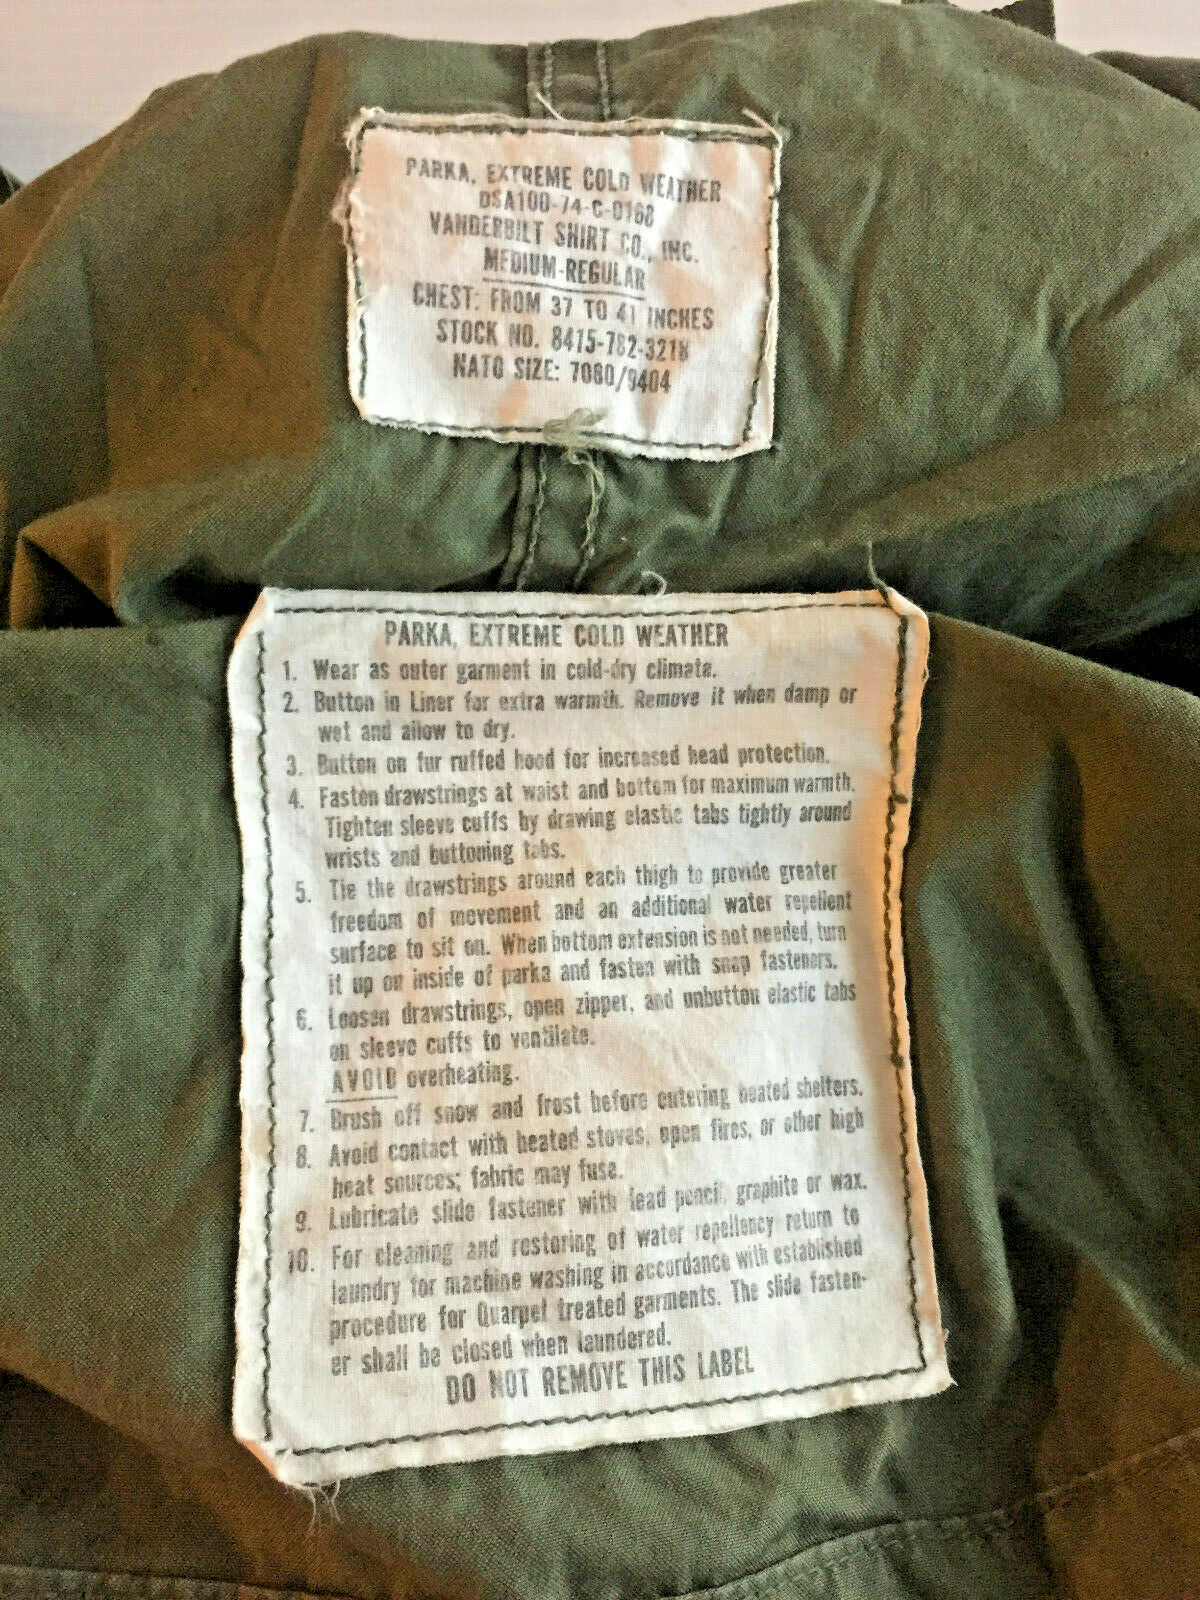 PARKA, EXTREME COLD WEATHER
DSA100-74-C-0168
VANDERBILT SHIRT CO., INC.
MEDIUM-REGULAR
CHEST: FROM 37 TO 41 INCHES
STOCK NO.
NATO SIZE: 7080/9404
PARKA, EXTREME COLD WEATHER
1. Wear as outer garment in cold-dry climate.
2. Button in Liner for extra warmth. Remove it when damp or
wet and allow to dry.
3. Button on fur ruffed hood for increased head protection.
4. Fasten drawstrings at waist and bottom for maximum warmth.
Tighten sleeve cuffs by drawing elastic tabs tightly around
wrists and buttoning tabs.
5. Tie the drawstrings around each thigh to provide greater
freedom of movement and an additional water repellent
surface to sit on. When bottom extension is not needed, turn
it up on inside of parka and fasten with snap fasteners.
6. Loosen drawstrings, open zipper, and unbutton elastic tabs
on sleeve cuffs to ventilate.
AVOID overheating.
7. Brush off snow and frost before entering heated shelters.
8. Avoid contact with heated stoves, open fires, or other high
heat sources; fabric may fuse.
9. Lubricate slide fastener with lead pencil, graphite or wax.
10. For cleaning and restoring of water repellency return to
laundry for machine washing in accordance with established
procedure for Quarpel treated garments. The slide fasten-
er shall be closed when laundered.
DO NOT REMOVE THIS LABEL